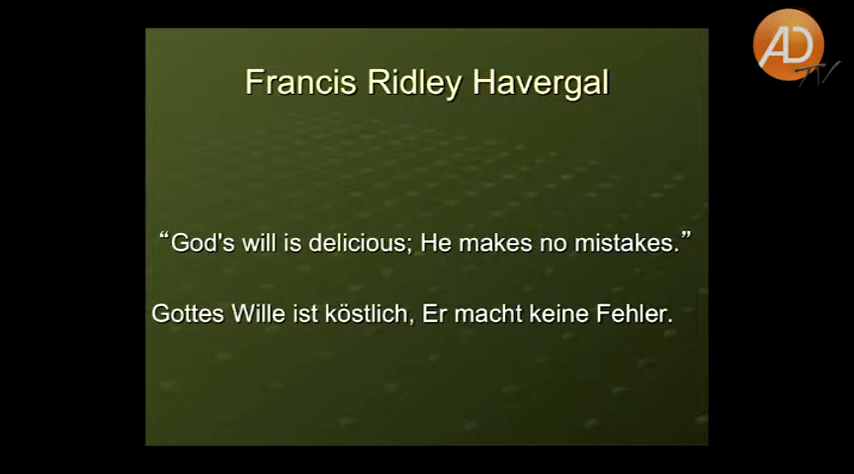 AD
TV
Francis Ridley Havergal
“God's will is delicious; He makes no mistakes.”
Gottes Wille ist köstlich, Er macht keine Fehler.